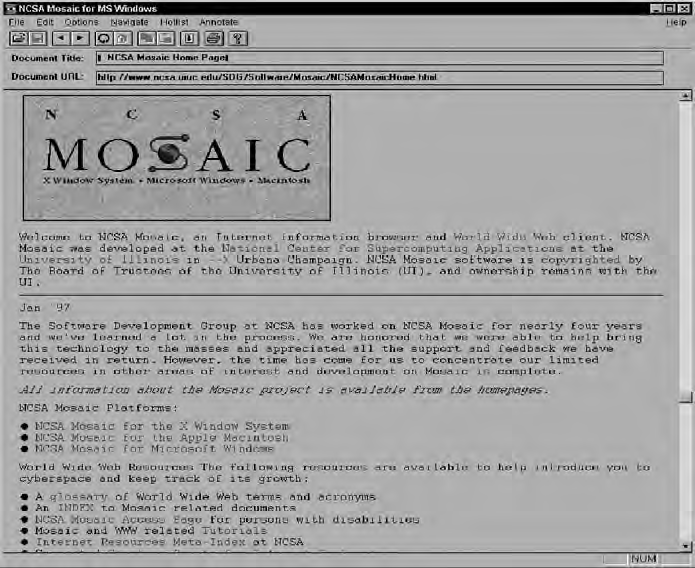 NCSA Mosaic for MS Windows
File Edit Options Navigate Hotlist Annotate Help
Document Title: NCSA Mosaic Home Page
Document URL: http://www.ncsa.uiuc.edu/SDG/Software/Mosaic/NCSAMosaicHome.html
N C S A
MOSAIC
X Window System • Microsoft Windows • Macintosh
Welcome to NCSA Mosaic, an Internet information browser and World Wide Web client. NCSA
Mosaic was developed at the National Center for Supercomputing Applications at the
University of Illinois in --> Urbana-Champaign. NCSA Mosaic software is copyrighted by
The Board of Trustees of the University of Illinois (UI), and ownership remains with the
UI.
Jan '97
The Software Development Group at NCSA has worked on NCSA Mosaic for nearly four years
and we've learned a lot in the process. We are honored that we were able to help bring
this technology to the masses and appreciated all the support and feedback we have
received in return. However, the time has come for us to concentrate our limited
resources in other areas of interest and development on Mosaic is complete.
All information about the Mosaic project is available from the homepages.
NCSA Mosaic Platforms:
● NCSA Mosaic for the X Window System
● NCSA Mosaic for the Apple Macintosh
● NCSA Mosaic for Microsoft Windows
World Wide Web Resources The following resources are available to help introduce you to
cyberspace and keep track of its growth:
● A glossary of World Wide Web terms and acronyms
● An INDEX to Mosaic related documents
● NCSA Mosaic Access Page for persons with disabilities
● Mosaic and WWW related Tutorials
● Internet Resources Meta-Index at NCSA
NUM